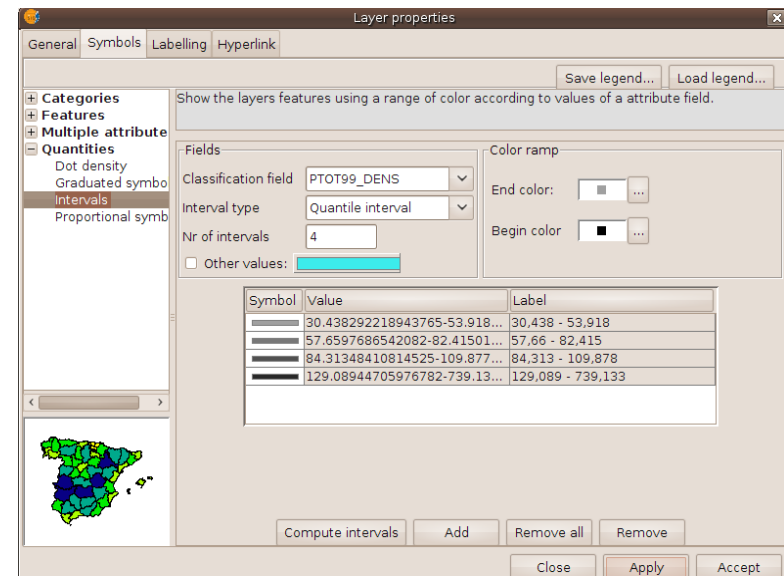 Layer properties
General Symbols Labelling Hyperlink
Save legend... Load legend...
Categories
Features
Multiple attribute
Quantities
Dot density
Graduated symbo
Intervals
Proportional symb
Show the layers features using a range of color according to values of a attribute field.
Fields
Classification field PTOT99_DENS
Interval type Quantile interval
Nr of intervals 4
Other values:
Color ramp
End color: ...
Begin color ...
Symbol Value Label
30.438292218943765-53.918... 30,438 - 53,918
57.6597686542082-82.41501... 57,66 - 82,415
84.31348410814525-109.877... 84,313 - 109,878
129.08944705976782-739.13... 129,089 - 739,133
Compute intervals Add Remove all Remove
Close Apply Accept